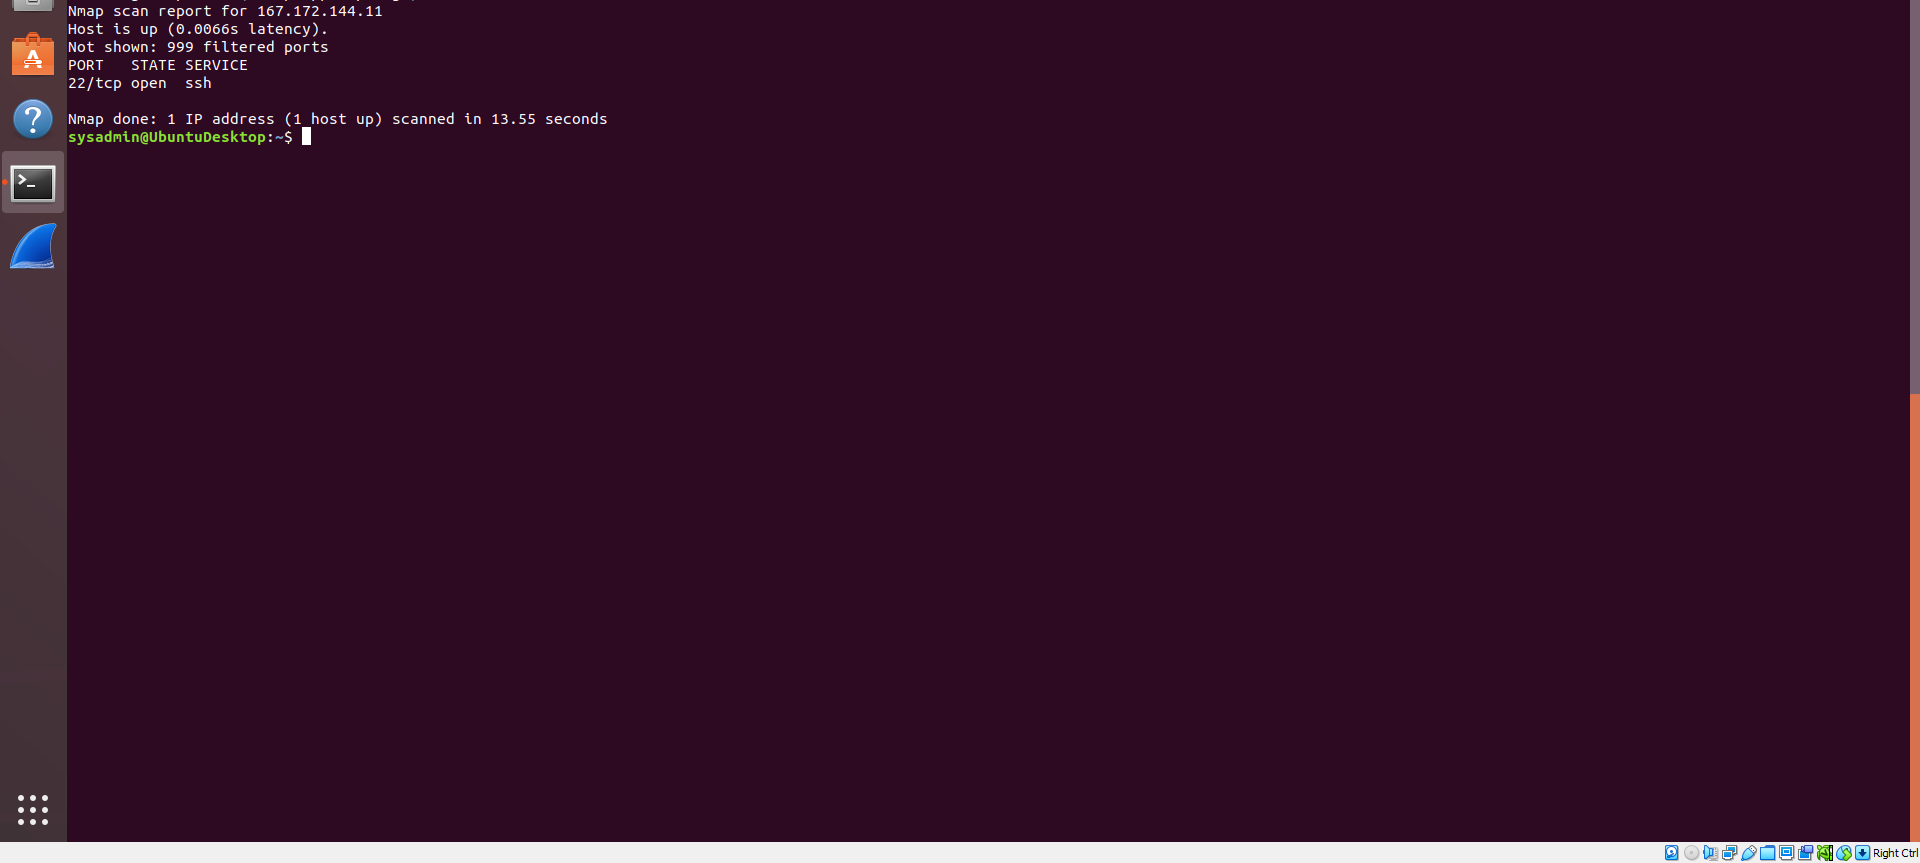 Nmap scan report for 167.172.144.11
Host is up (0.0066s latency).
Not shown: 999 filtered ports
PORT   STATE SERVICE
22/tcp open  ssh
Nmap done: 1 IP address (1 host up) scanned in 13.55 seconds
sysadmin@UbuntuDesktop:~$
Right Ctrl